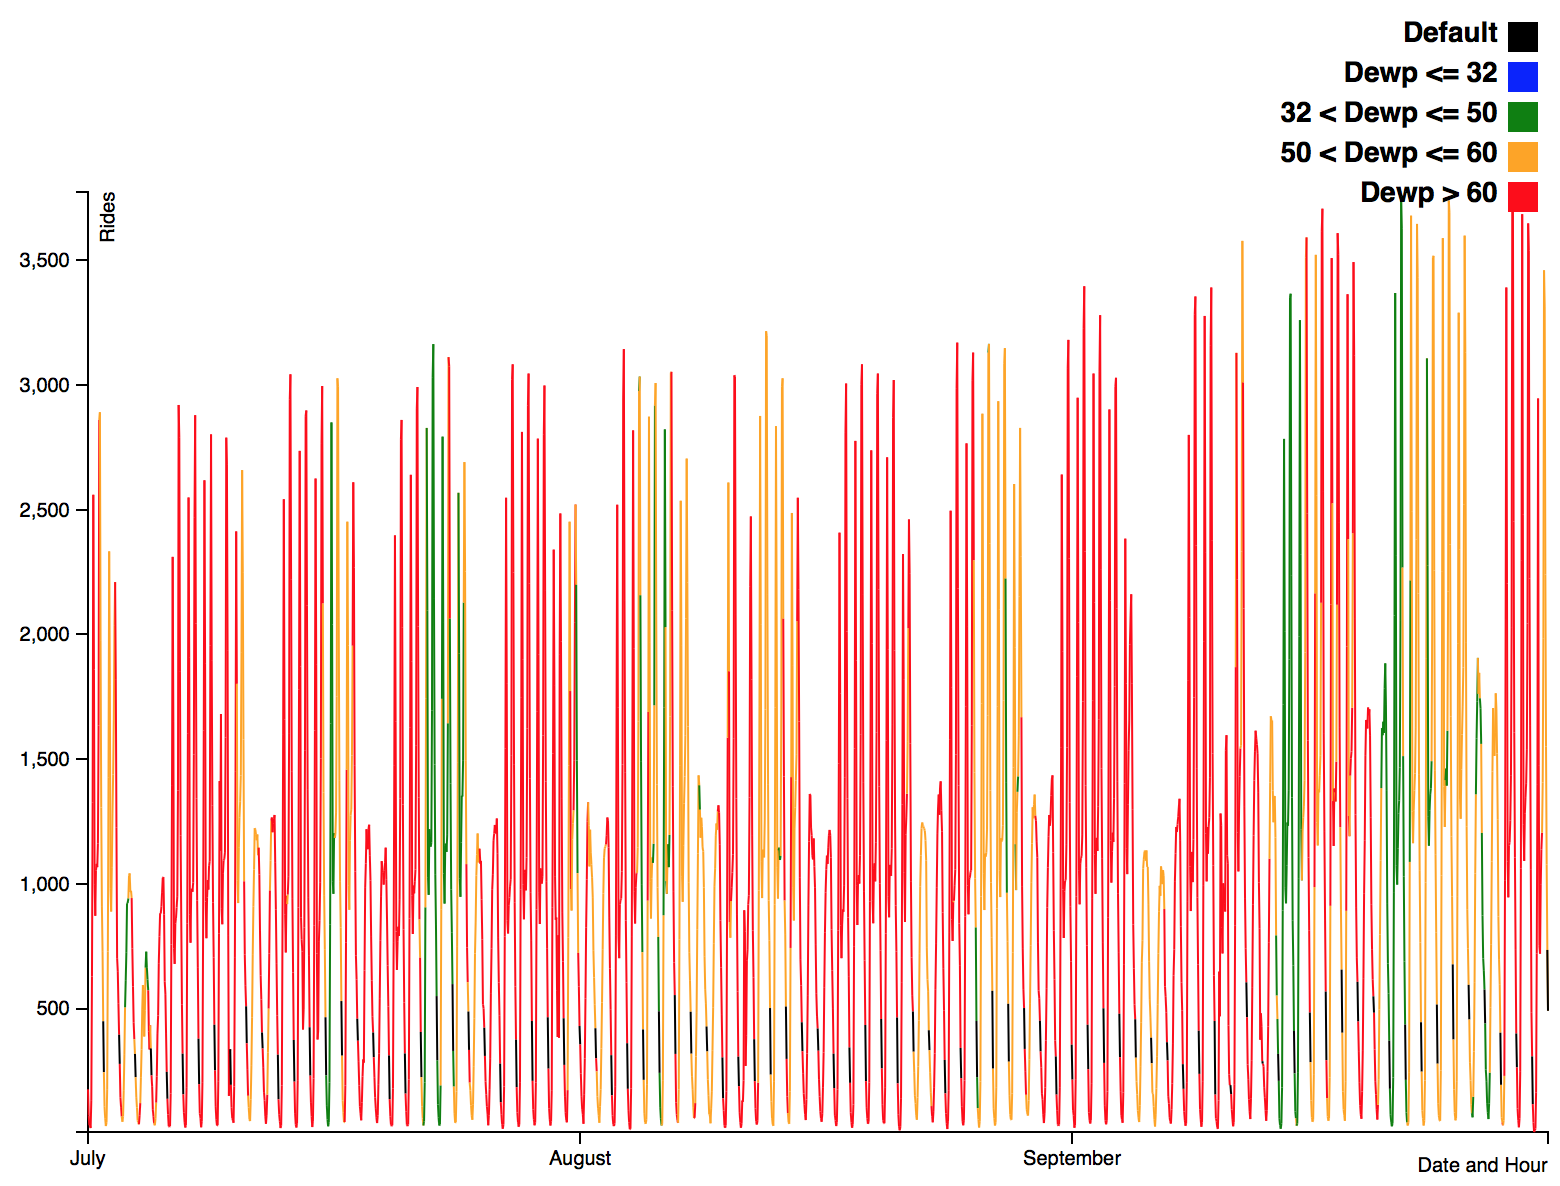 Default
Dewp <= 32
32 < Dewp <= 50
50 < Dewp <= 60
Dewp > 60
Rides
3,500
3,000
2,500
2,000
1,500
1,000
500
July
August
September
Date and Hour